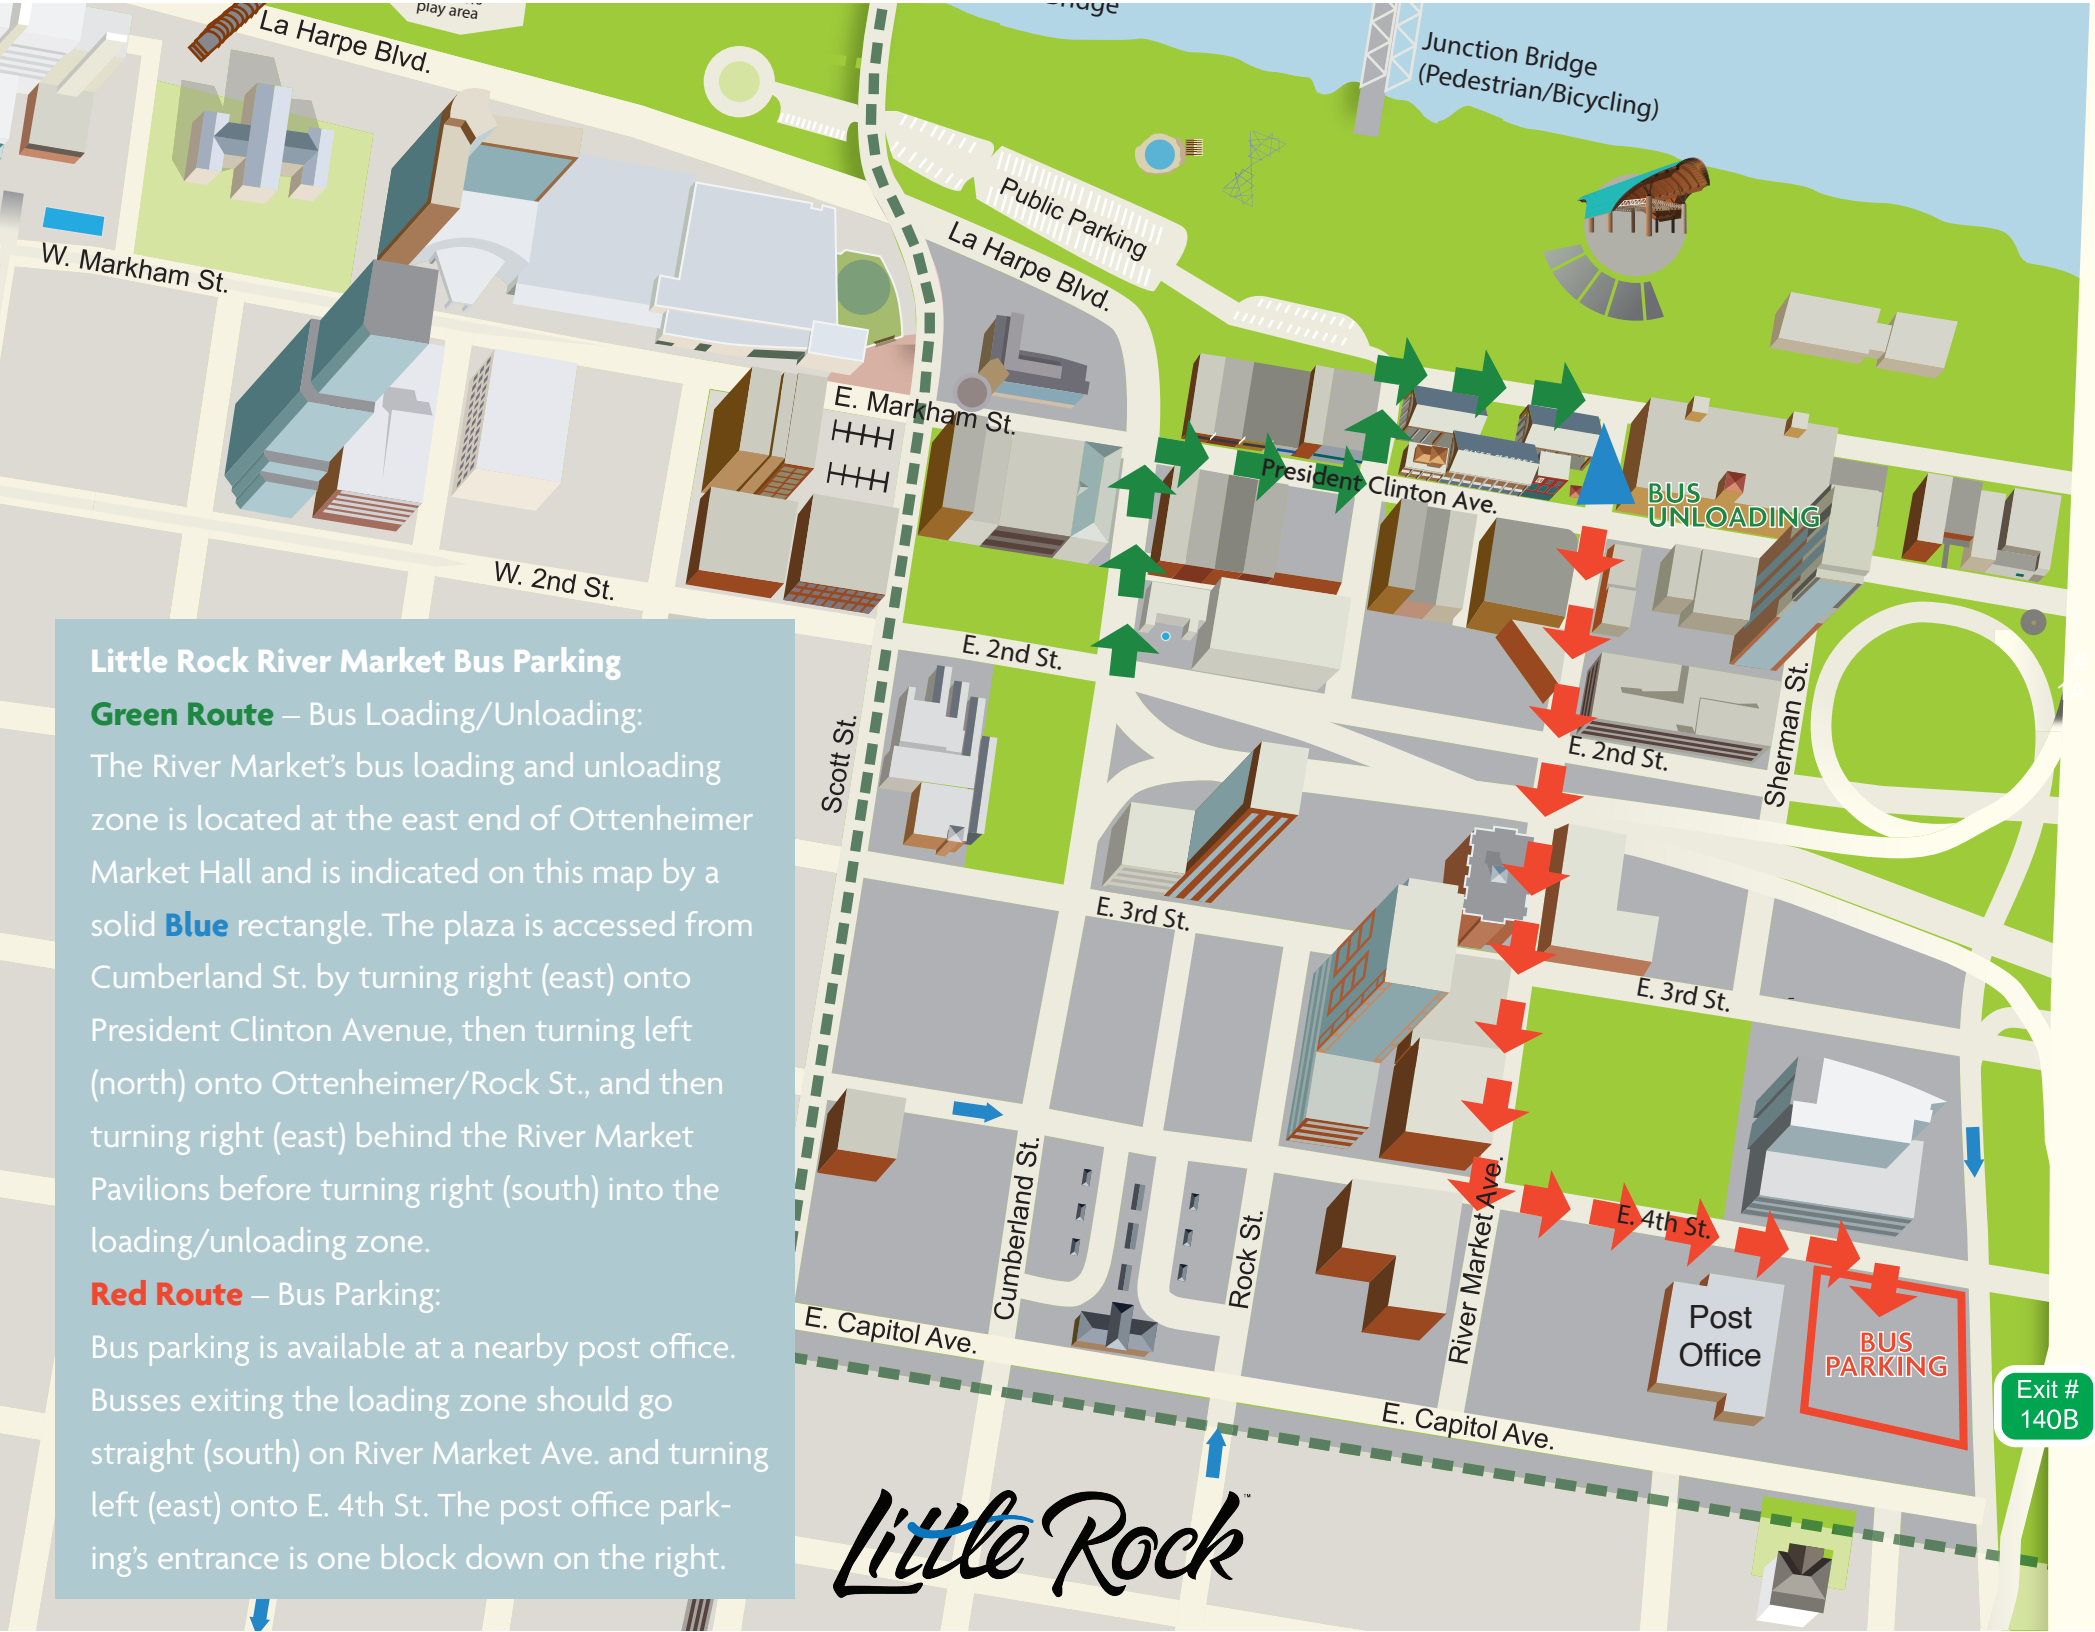 play area
La Harpe Blvd.
Junction Bridge
(Pedestrian/Bicycling)
Public Parking
La Harpe Blvd.
W. Markham St.
E. Markham St.
President Clinton Ave.
BUS
UNLOADING
W. 2nd St.
E. 2nd St.
E. 2nd St.
Scott St.
Sherman St.
Little Rock River Market Bus Parking
Green Route – Bus Loading/Unloading:
The River Market's bus loading and unloading
zone is located at the east end of Ottenheimer
Market Hall and is indicated on this map by a
solid Blue rectangle. The plaza is accessed from
Cumberland St. by turning right (east) onto
President Clinton Avenue, then turning left
(north) onto Ottenheimer/Rock St., and then
turning right (east) behind the River Market
Pavilions before turning right (south) into the
loading/unloading zone.
Red Route – Bus Parking:
Bus parking is available at a nearby post office.
Busses exiting the loading zone should go
straight (south) on River Market Ave. and turning
left (east) onto E. 4th St. The post office park-
ing's entrance is one block down on the right.
E. 3rd St.
E. 3rd St.
Cumberland St.
Rock St.
River Market Ave.
E. 4th St.
Post
Office
BUS
PARKING
Exit #
140B
E. Capitol Ave.
E. Capitol Ave.
Little Rock™